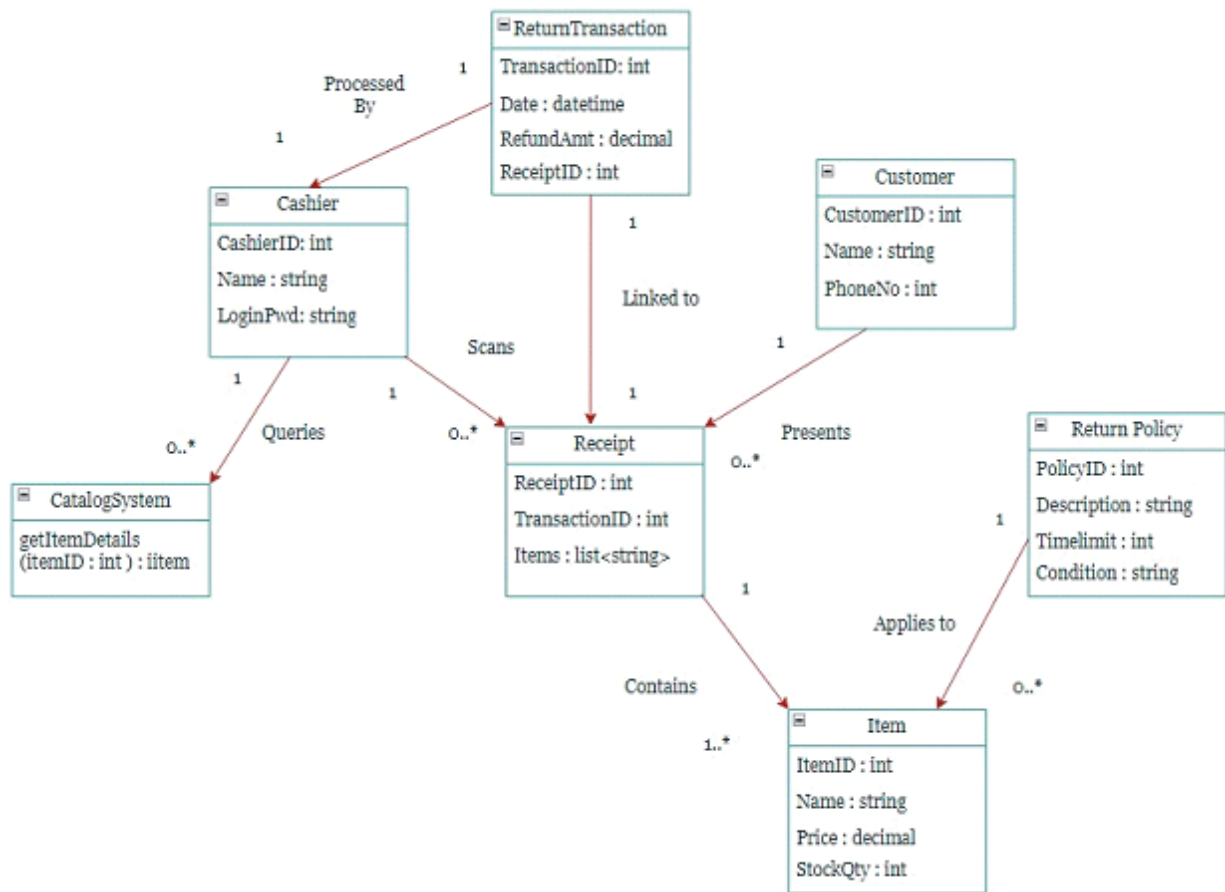 ReturnTransaction
TransactionID: int
Date : datetime
RefundAmt : decimal
ReceiptID : int
1
Processed
By
1
Cashier
CashierID: int
Name : string
LoginPwd: string
Customer
CustomerID : int
Name : string
PhoneNo : int
1
Linked to
1
Scans
1
0..*
1
Queries
0..*
1
Presents
0..*
CatalogSystem
getItemDetails
(itemID : int ) : iitem
Receipt
ReceiptID : int
TransactionID : int
Items : list<string>
Return Policy
PolicyID : int
Description : string
Timelimit : int
Condition : string
1
Applies to
0..*
1
Contains
1..*
Item
ItemID : int
Name : string
Price : decimal
StockQty : int